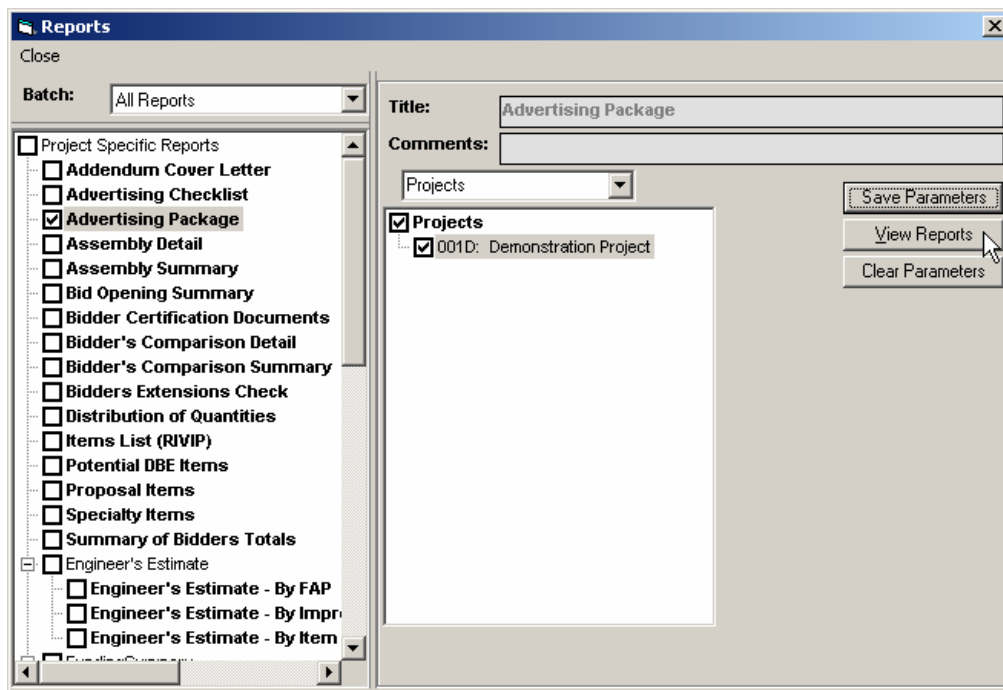 Reports
Close
Batch:
All Reports
Project Specific Reports
Addendum Cover Letter
Advertising Checklist
Advertising Package
Assembly Detail
Assembly Summary
Bid Opening Summary
Bidder Certification Documents
Bidder's Comparison Detail
Bidder's Comparison Summary
Bidders Extensions Check
Distribution of Quantities
Items List (RIVIP)
Potential DBE Items
Proposal Items
Specialty Items
Summary of Bidders Totals
Engineer's Estimate
Engineer's Estimate - By FAP
Engineer's Estimate - By Impr
Engineer's Estimate - By Item
Title:
Advertising Package
Comments:
Projects
Projects
001D: Demonstration Project
Save Parameters
View Reports
Clear Parameters